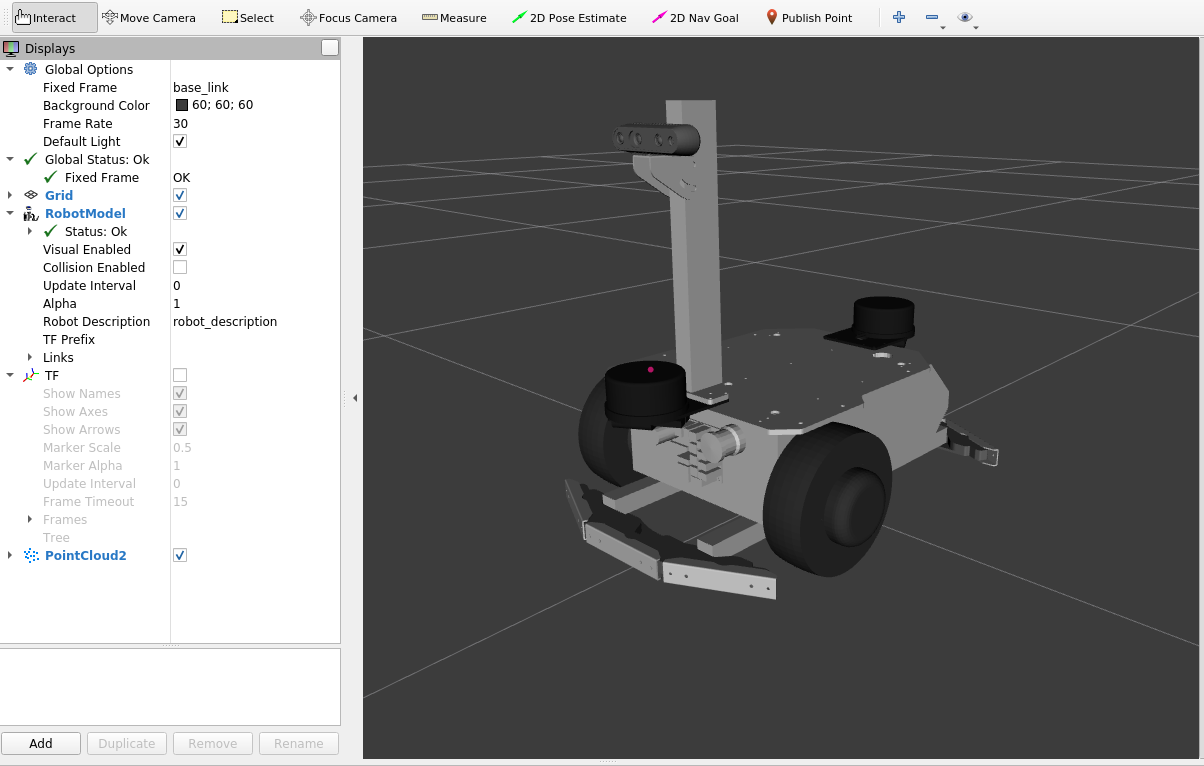 Interact Move Camera Select Focus Camera Measure 2D Pose Estimate 2D Nav Goal Publish Point
Displays
Global Options
Fixed Frame base_link
Background Color 60; 60; 60
Frame Rate 30
Default Light
Global Status: Ok
Fixed Frame OK
Grid
RobotModel
Status: Ok
Visual Enabled
Collision Enabled
Update Interval 0
Alpha 1
Robot Description robot_description
TF Prefix
Links
TF
Show Names
Show Axes
Show Arrows
Marker Scale 0.5
Marker Alpha 1
Update Interval 0
Frame Timeout 15
Frames
Tree
PointCloud2
Add Duplicate Remove Rename